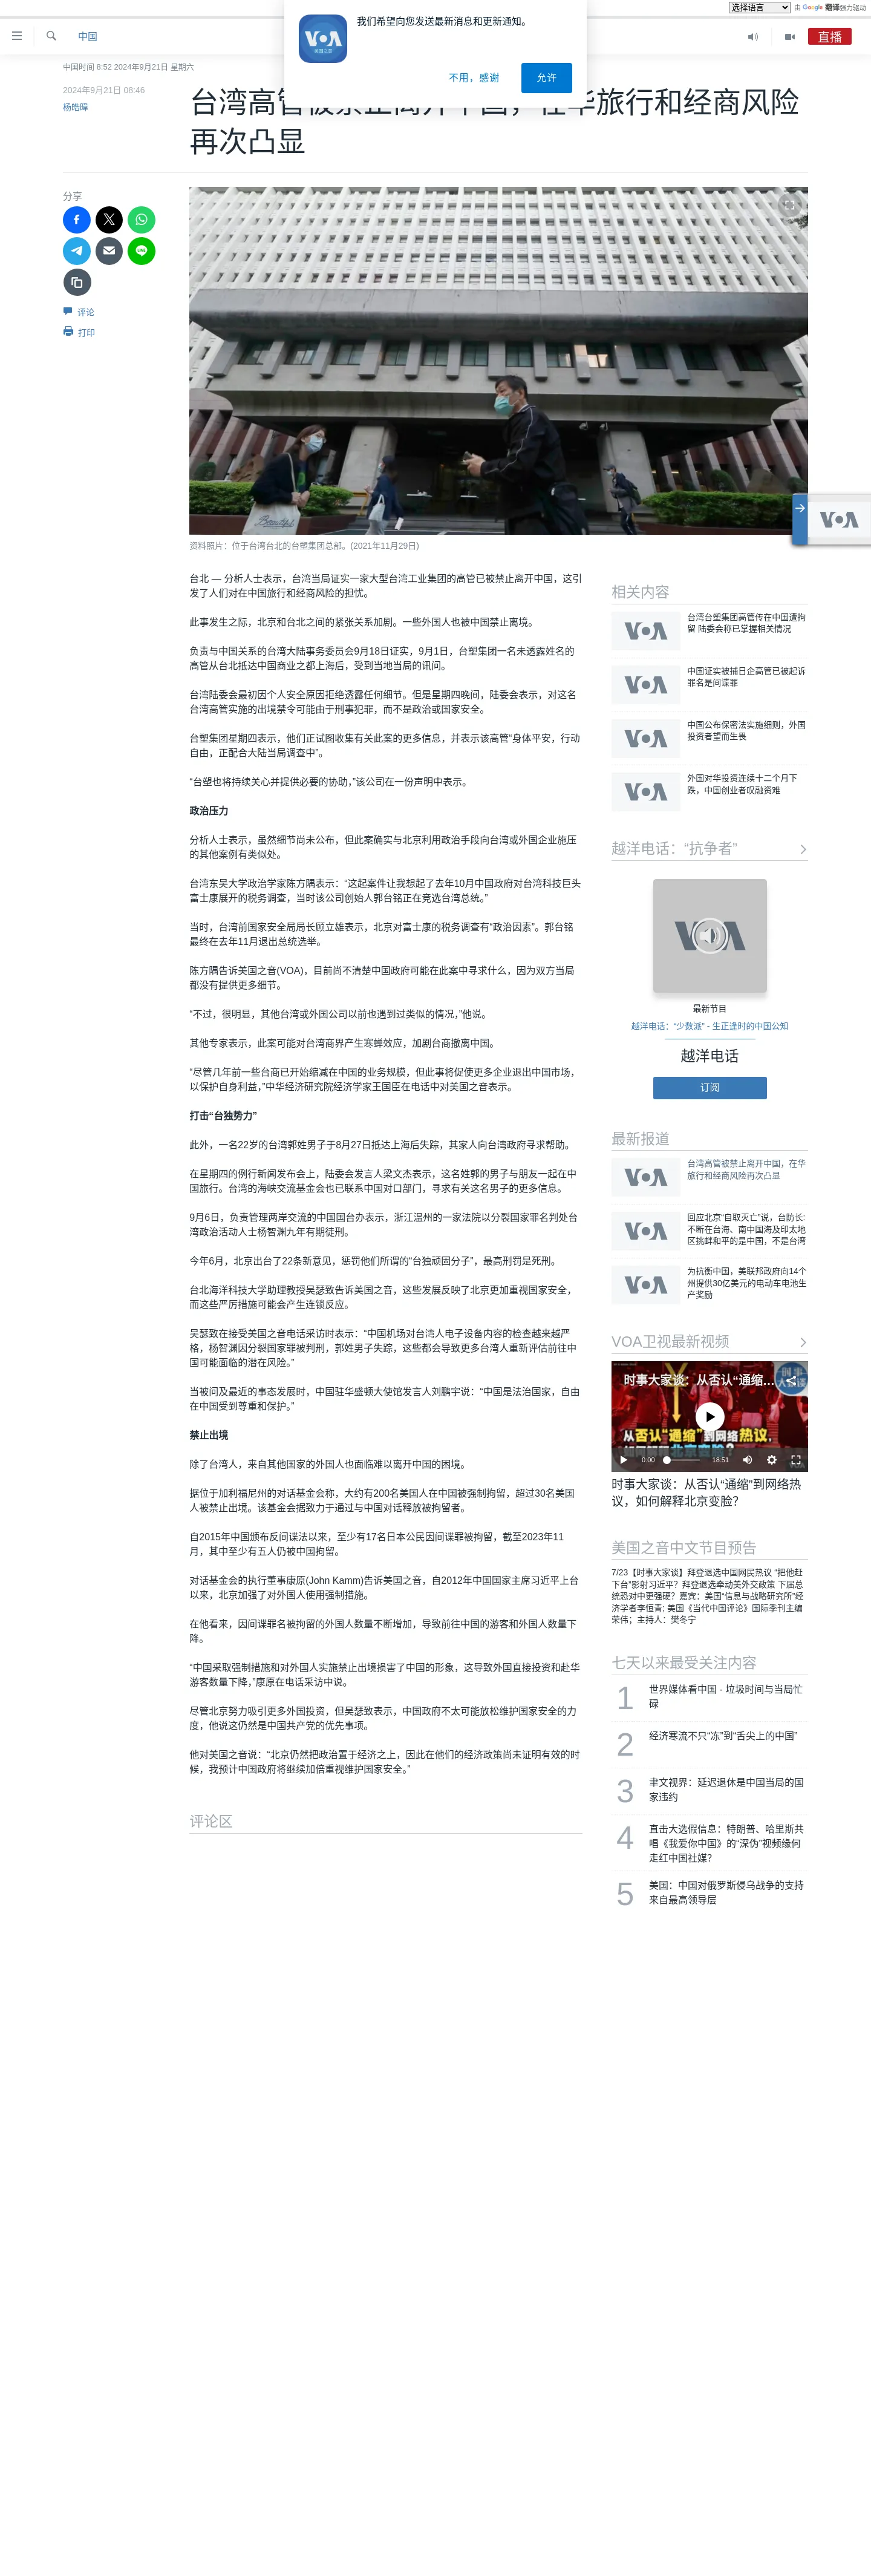 选择语言
由 Google 翻译强力驱动
我们希望向您发送最新消息和更新通知。
VOA
美国之音
不用，感谢
允许
中国
直播
中国时间 8:52 2024年9月21日 星期六
2024年9月21日 08:46
杨皓暐
中国，在华旅行和经商风险
再次凸显
分享
评论
打印
资料照片：位于台湾台北的台塑集团总部。(2021年11月29日)
台北 — 分析人士表示，台湾当局证实一家大型台湾工业集团的高管已被禁止离开中国，这引
发了人们对在中国旅行和经商风险的担忧。
此事发生之际，北京和台北之间的紧张关系加剧。一些外国人也被中国禁止离境。
负责与中国关系的台湾大陆事务委员会9月18日证实，9月1日，台塑集团一名未透露姓名的
高管从台北抵达中国商业之都上海后，受到当地当局的讯问。
台湾陆委会最初因个人安全原因拒绝透露任何细节。但是星期四晚间，陆委会表示，对这名
台湾高管实施的出境禁令可能由于刑事犯罪，而不是政治或国家安全。
台塑集团星期四表示，他们正试图收集有关此案的更多信息，并表示该高管“身体平安，行动
自由，正配合大陆当局调查中”。
“台塑也将持续关心并提供必要的协助，”该公司在一份声明中表示。
政治压力
分析人士表示，虽然细节尚未公布，但此案确实与北京利用政治手段向台湾或外国企业施压
的其他案例有类似处。
台湾东吴大学政治学家陈方隅表示：“这起案件让我想起了去年10月中国政府对台湾科技巨头
富士康展开的税务调查，当时该公司创始人郭台铭正在竞选台湾总统。”
当时，台湾前国家安全局局长顾立雄表示，北京对富士康的税务调查有“政治因素”。郭台铭
最终在去年11月退出总统选举。
陈方隅告诉美国之音(VOA)，目前尚不清楚中国政府可能在此案中寻求什么，因为双方当局
都没有提供更多细节。
“不过，很明显，其他台湾或外国公司以前也遇到过类似的情况，”他说。
其他专家表示，此案可能对台湾商界产生寒蝉效应，加剧台商撤离中国。
“尽管几年前一些台商已开始缩减在中国的业务规模，但此事将促使更多企业退出中国市场，
以保护自身利益，”中华经济研究院经济学家王国臣在电话中对美国之音表示。
打击“台独势力”
此外，一名22岁的台湾郭姓男子于8月27日抵达上海后失踪，其家人向台湾政府寻求帮助。
在星期四的例行新闻发布会上，陆委会发言人梁文杰表示，这名姓郭的男子与朋友一起在中
国旅行。台湾的海峡交流基金会也已联系中国对口部门，寻求有关这名男子的更多信息。
9月6日，负责管理两岸交流的中国国台办表示，浙江温州的一家法院以分裂国家罪名判处台
湾政治活动人士杨智渊九年有期徒刑。
今年6月，北京出台了22条新意见，惩罚他们所谓的“台独顽固分子”，最高刑罚是死刑。
台北海洋科技大学助理教授吴瑟致告诉美国之音，这些发展反映了北京更加重视国家安全，
而这些严厉措施可能会产生连锁反应。
吴瑟致在接受美国之音电话采访时表示：“中国机场对台湾人电子设备内容的检查越来越严
格，杨智渊因分裂国家罪被判刑，郭姓男子失踪，这些都会导致更多台湾人重新评估前往中
国可能面临的潜在风险。”
当被问及最近的事态发展时，中国驻华盛顿大使馆发言人刘鹏宇说：“中国是法治国家，自由
在中国受到尊重和保护。”
禁止出境
除了台湾人，来自其他国家的外国人也面临难以离开中国的困境。
据位于加利福尼州的对话基金会称，大约有200名美国人在中国被强制拘留，超过30名美国
人被禁止出境。该基金会据致力于通过与中国对话释放被拘留者。
自2015年中国颁布反间谍法以来，至少有17名日本公民因间谍罪被拘留，截至2023年11
月，其中至少有五人仍被中国拘留。
对话基金会的执行董事康原(John Kamm)告诉美国之音，自2012年中国国家主席习近平上台
以来，北京加强了对外国人使用强制措施。
在他看来，因间谍罪名被拘留的外国人数量不断增加，导致前往中国的游客和外国人数量下
降。
“中国采取强制措施和对外国人实施禁止出境损害了中国的形象，这导致外国直接投资和赴华
游客数量下降，”康原在电话采访中说。
尽管北京努力吸引更多外国投资，但吴瑟致表示，中国政府不太可能放松维护国家安全的力
度，他说这仍然是中国共产党的优先事项。
他对美国之音说：“北京仍然把政治置于经济之上，因此在他们的经济政策尚未证明有效的时
候，我预计中国政府将继续加倍重视维护国家安全。”
评论区
相关内容
台湾台塑集团高管传在中国遭拘
留 陆委会称已掌握相关情况
中国证实被捕日企高管已被起诉
罪名是间谍罪
中国公布保密法实施细则，外国
投资者望而生畏
外国对华投资连续十二个月下
跌，中国创业者叹融资难
越洋电话：“抗争者”
最新节目
越洋电话：“少数派” - 生正逢时的中国公知
越洋电话
订阅
最新报道
台湾高管被禁止离开中国，在华
旅行和经商风险再次凸显
回应北京“自取灭亡”说，台防长:
不断在台海、南中国海及印太地
区挑衅和平的是中国，不是台湾
为抗衡中国，美联邦政府向14个
州提供30亿美元的电动车电池生
产奖励
VOA卫视最新视频
时事大家谈：从否认“通缩...
从否认“通缩”到网络热议，
0:00
18:51
时事大家谈：从否认“通缩”到网络热
议，如何解释北京变脸？
美国之音中文节目预告
7/23【时事大家谈】拜登退选中国网民热议 “把他赶
下台”影射习近平？拜登退选牵动美外交政策 下届总
统恐对中更强硬？嘉宾：美国“信息与战略研究所”经
济学者李恒青; 美国《当代中国评论》国际季刊主编
荣伟；主持人：樊冬宁
七天以来最受关注内容
1 世界媒体看中国 - 垃圾时间与当局忙
碌
2 经济寒流不只“冻”到“舌尖上的中国”
3 聿文视界：延迟退休是中国当局的国
家违约
4 直击大选假信息：特朗普、哈里斯共
唱《我爱你中国》的“深伪”视频缘何
走红中国社媒？
5 美国：中国对俄罗斯侵乌战争的支持
来自最高领导层